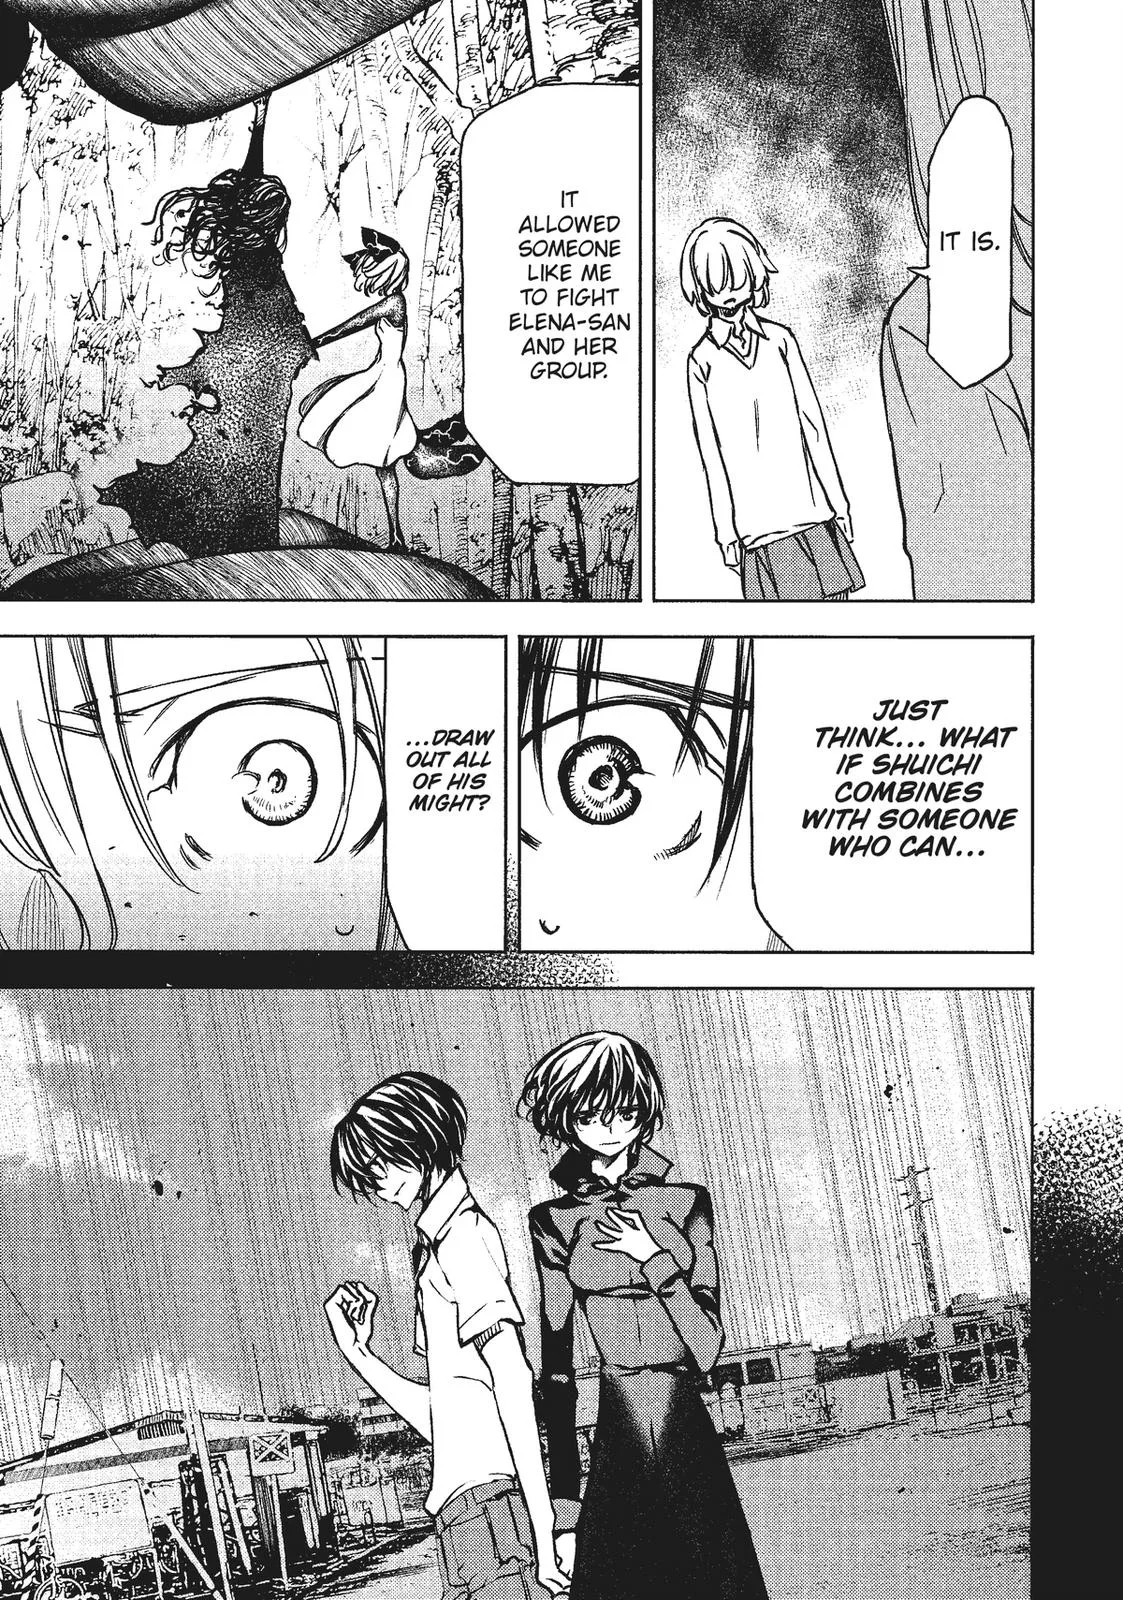 IT IS.
IT
ALLOWED
SOMEONE
LIKE ME
TO FIGHT
ELENA-SAN
AND HER
GROUP.
JUST
THINK... WHAT
IF SHUICHI
COMBINES
WITH SOMEONE
WHO CAN...
...DRAW
OUT ALL
OF HIS
MIGHT?